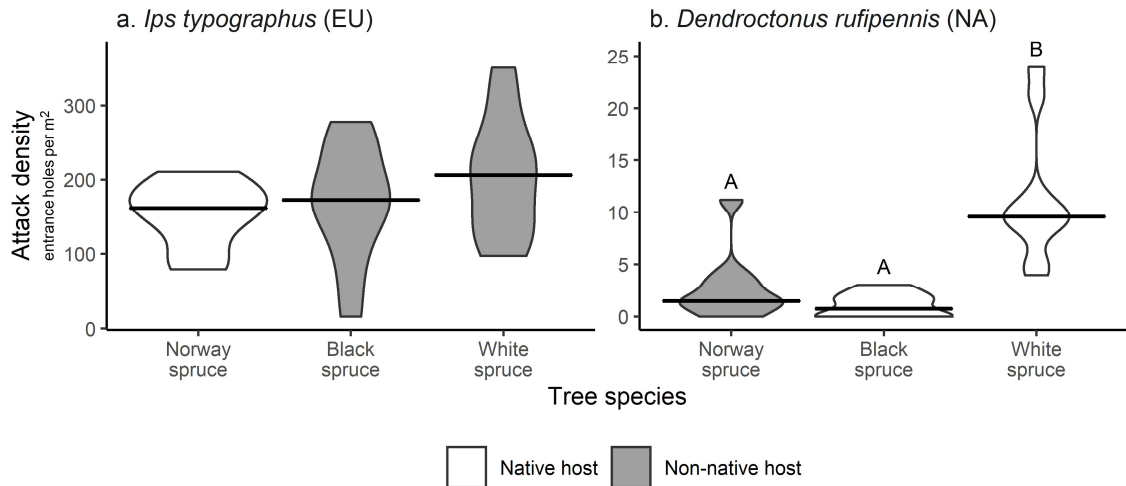 a. Ips typographus (EU)
b. Dendroctonus rufipennis (NA)
Attack density
entrance holes per m2
300
200
100
0
25
20
15
10
5
0
A
A
B
Norway spruce
Black spruce
White spruce
Norway spruce
Black spruce
White spruce
Tree species
Native host
Non-native host